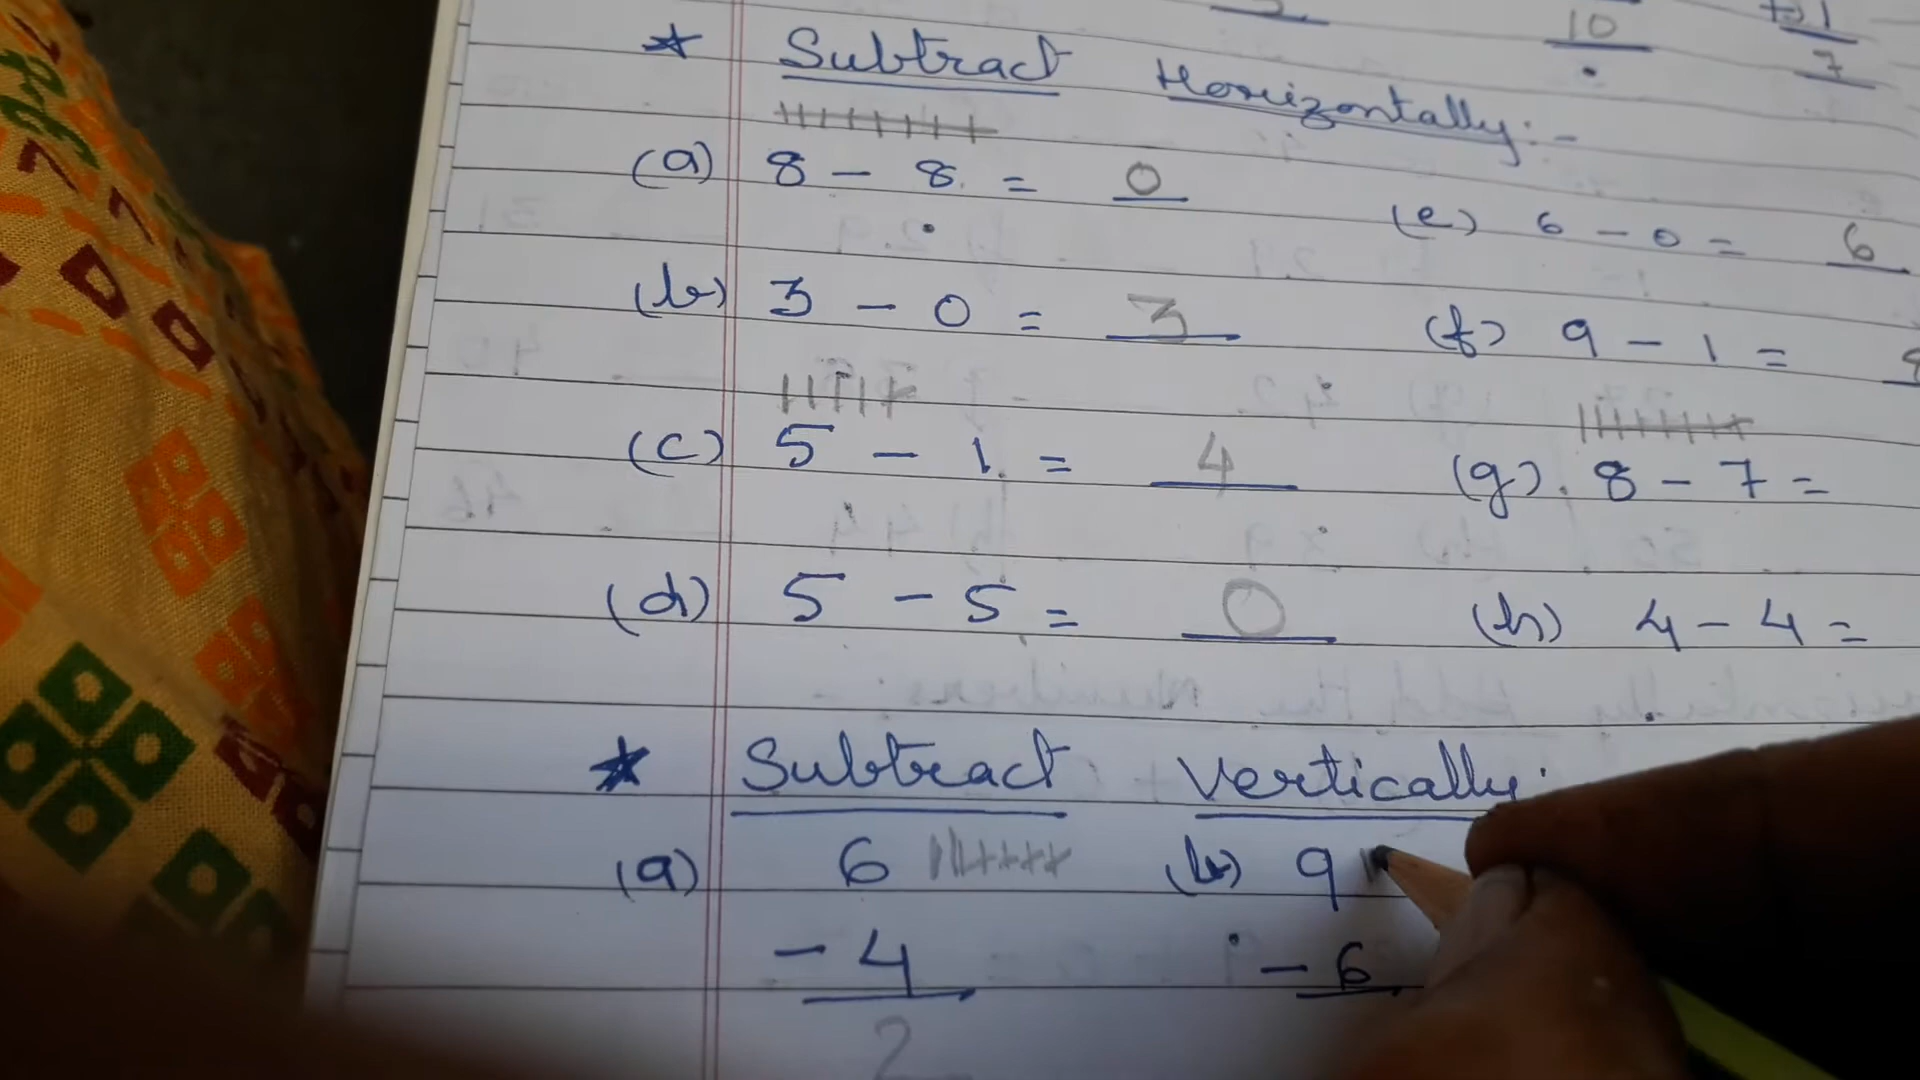 10
7
* Subtract Horizontally:-
(a) 8 - 8 = 0
(e) 6 - 0 = 6
(b) 3 - 0 = 3
(f) 9 - 1 =
(c) 5 - 1 = 4
(g) 8 - 7 =
(d) 5 - 5 = 0
(h) 4 - 4 =
* Subtract Vertically:
(a) 6 (b) 9
- 4 - 6
2